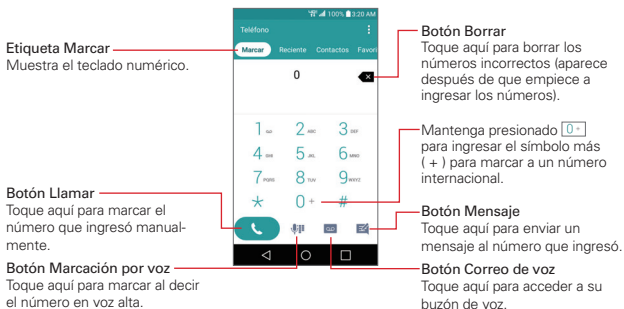 Etiqueta Marcar
Muestra el teclado numérico.
Botón Llamar
Toque aquí para marcar el
número que ingresó manual-
mente.
Botón Marcación por voz
Toque aquí para marcar al decir
el número en voz alta.
100% 3:20 AM
Teléfono
Marcar Reciente Contactos Favori
0
1 2 ABC 3 DEF
4 GHI 5 JKL 6 MNO
7 PQRS 8 TUV 9 WXYZ
* 0 + #
Botón Borrar
Toque aquí para borrar los
números incorrectos (aparece
después de que empiece a
ingresar los números).
Mantenga presionado 0 +
para ingresar el símbolo más
( + ) para marcar a un número
internacional.
Botón Mensaje
Toque aquí para enviar un
mensaje al número que ingresó.
Botón Correo de voz
Toque aquí para acceder a su
buzón de voz.